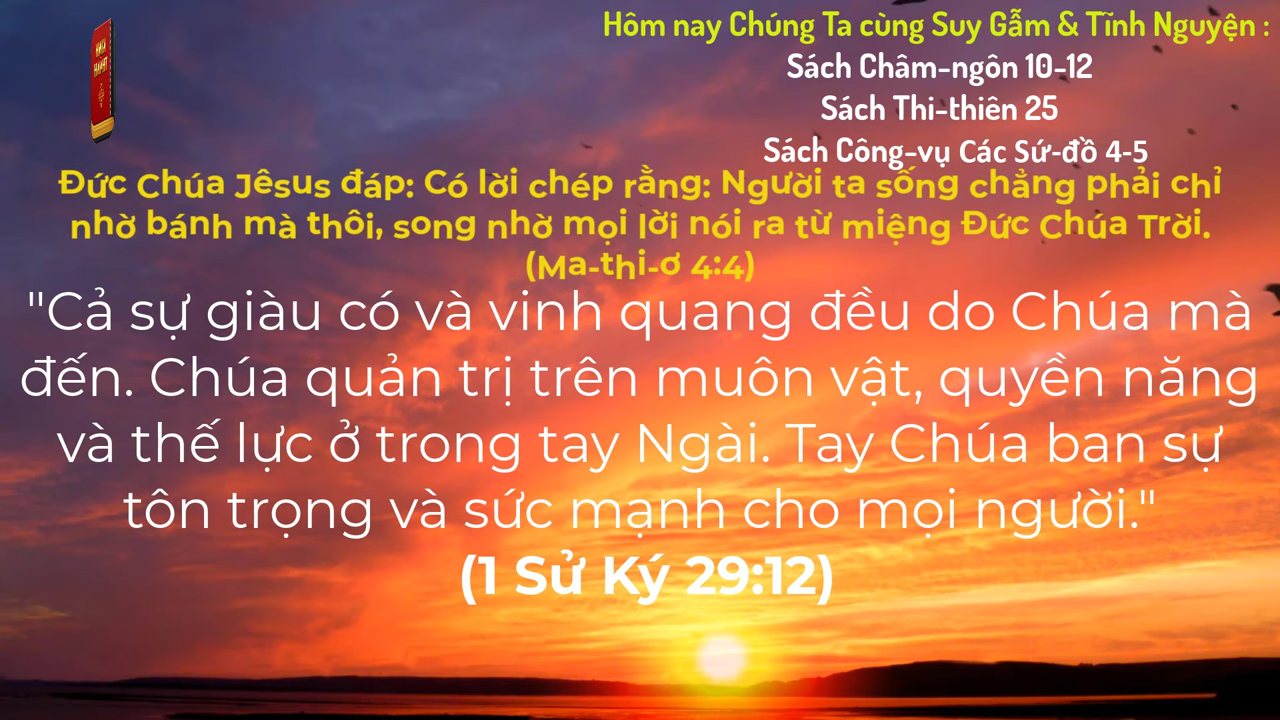 Hôm nay Chúng Ta cùng Suy Gẫm & Tĩnh Nguyện :
Sách Châm-ngôn 10-12
Sách Thi-thiên 25
Sách Công-vụ Các Sứ-đồ 4-5
Đức Chúa Jêsus đáp: Có lời chép rằng: Người ta sống chẳng phải chỉ
nhờ bánh mà thôi, song nhờ mọi lời nói ra từ miệng Đức Chúa Trời.
(Ma-thi-ơ 4:4)
"Cả sự giàu có và vinh quang đều do Chúa mà
đến. Chúa quản trị trên muôn vật, quyền năng
và thế lực ở trong tay Ngài. Tay Chúa ban sự
tôn trọng và sức mạnh cho mọi người."
(1 Sử Ký 29:12)